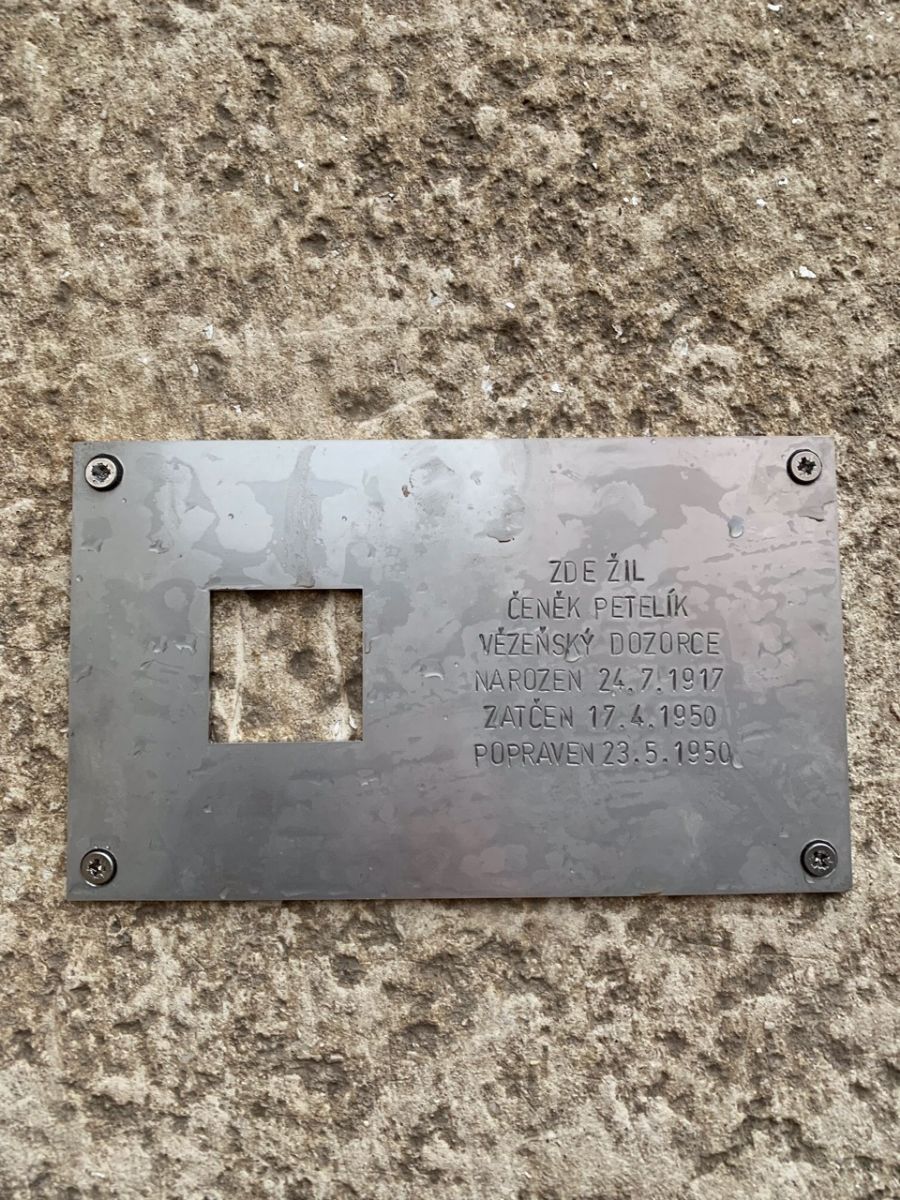 ZDE ŽIL
ČENĚK PETELÍK
VĚZEŇSKÝ DOZORCE
NAROZEN 24.7.1917
ZATČEN 17.4.1950
POPRAVEN 23.5.1950